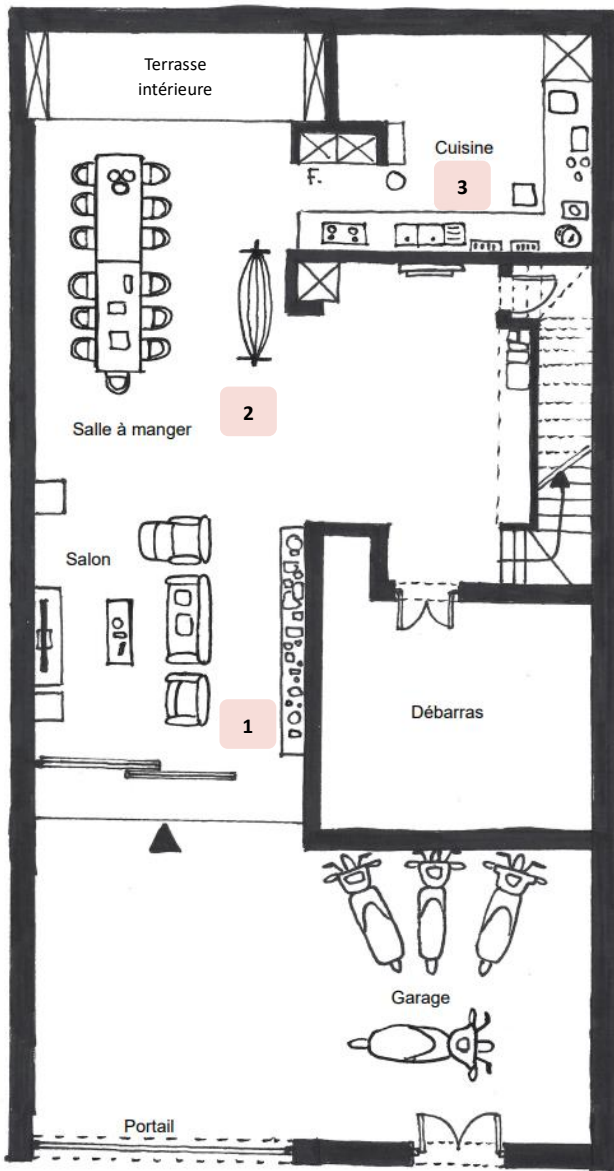 Terrasse
intérieure
Cuisine
3
F.
2
Salle à manger
Salon
1
Débarras
Garage
Portail